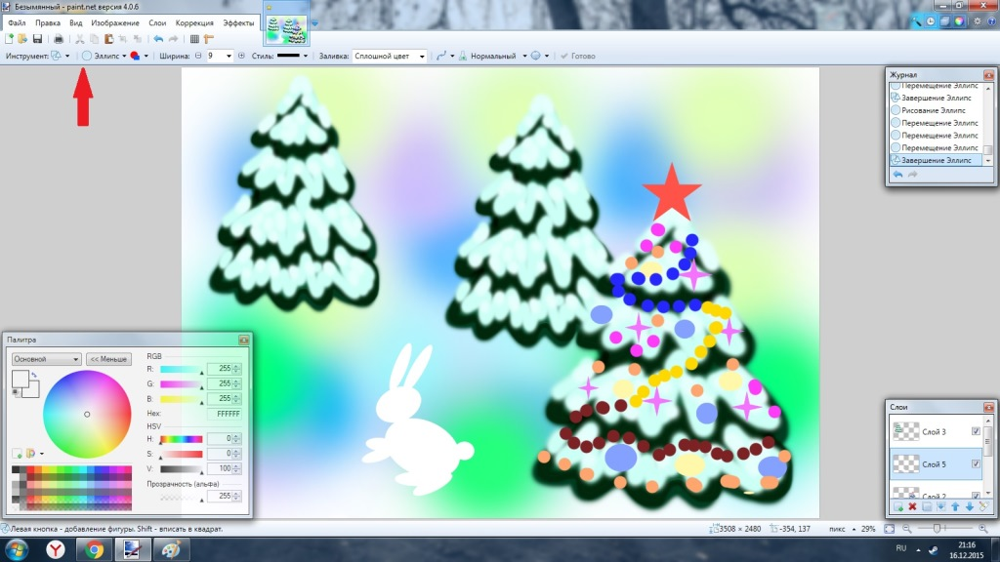 Безымянный - paint.net версия 4.0.6
Файл Правка Вид Изображение Слои Коррекция Эффекты
Инструмент: Эллипс Ширина: 9 Стиль: Заливка: Сплошной цвет Нормальный Готово
Журнал
Перемещение Эллипс
Завершение Эллипс
Рисование Эллипс
Перемещение Эллипс
Перемещение Эллипс
Перемещение Эллипс
Завершение Эллипс
Палитра
Основной << Меньше
RGB
R: 255
G: 255
B: 255
Hex: FFFFFF
HSV
H: 0
S: 0
V: 100
Прозрачность (альфа)
255
Слои
Слой 3
Слой 5
Слой 2
Левая кнопка - добавление фигуры. Shift - вписать в квадрат. 3508 × 2480 -354, 137 пикс 29%
RU 21:16
16.12.2015